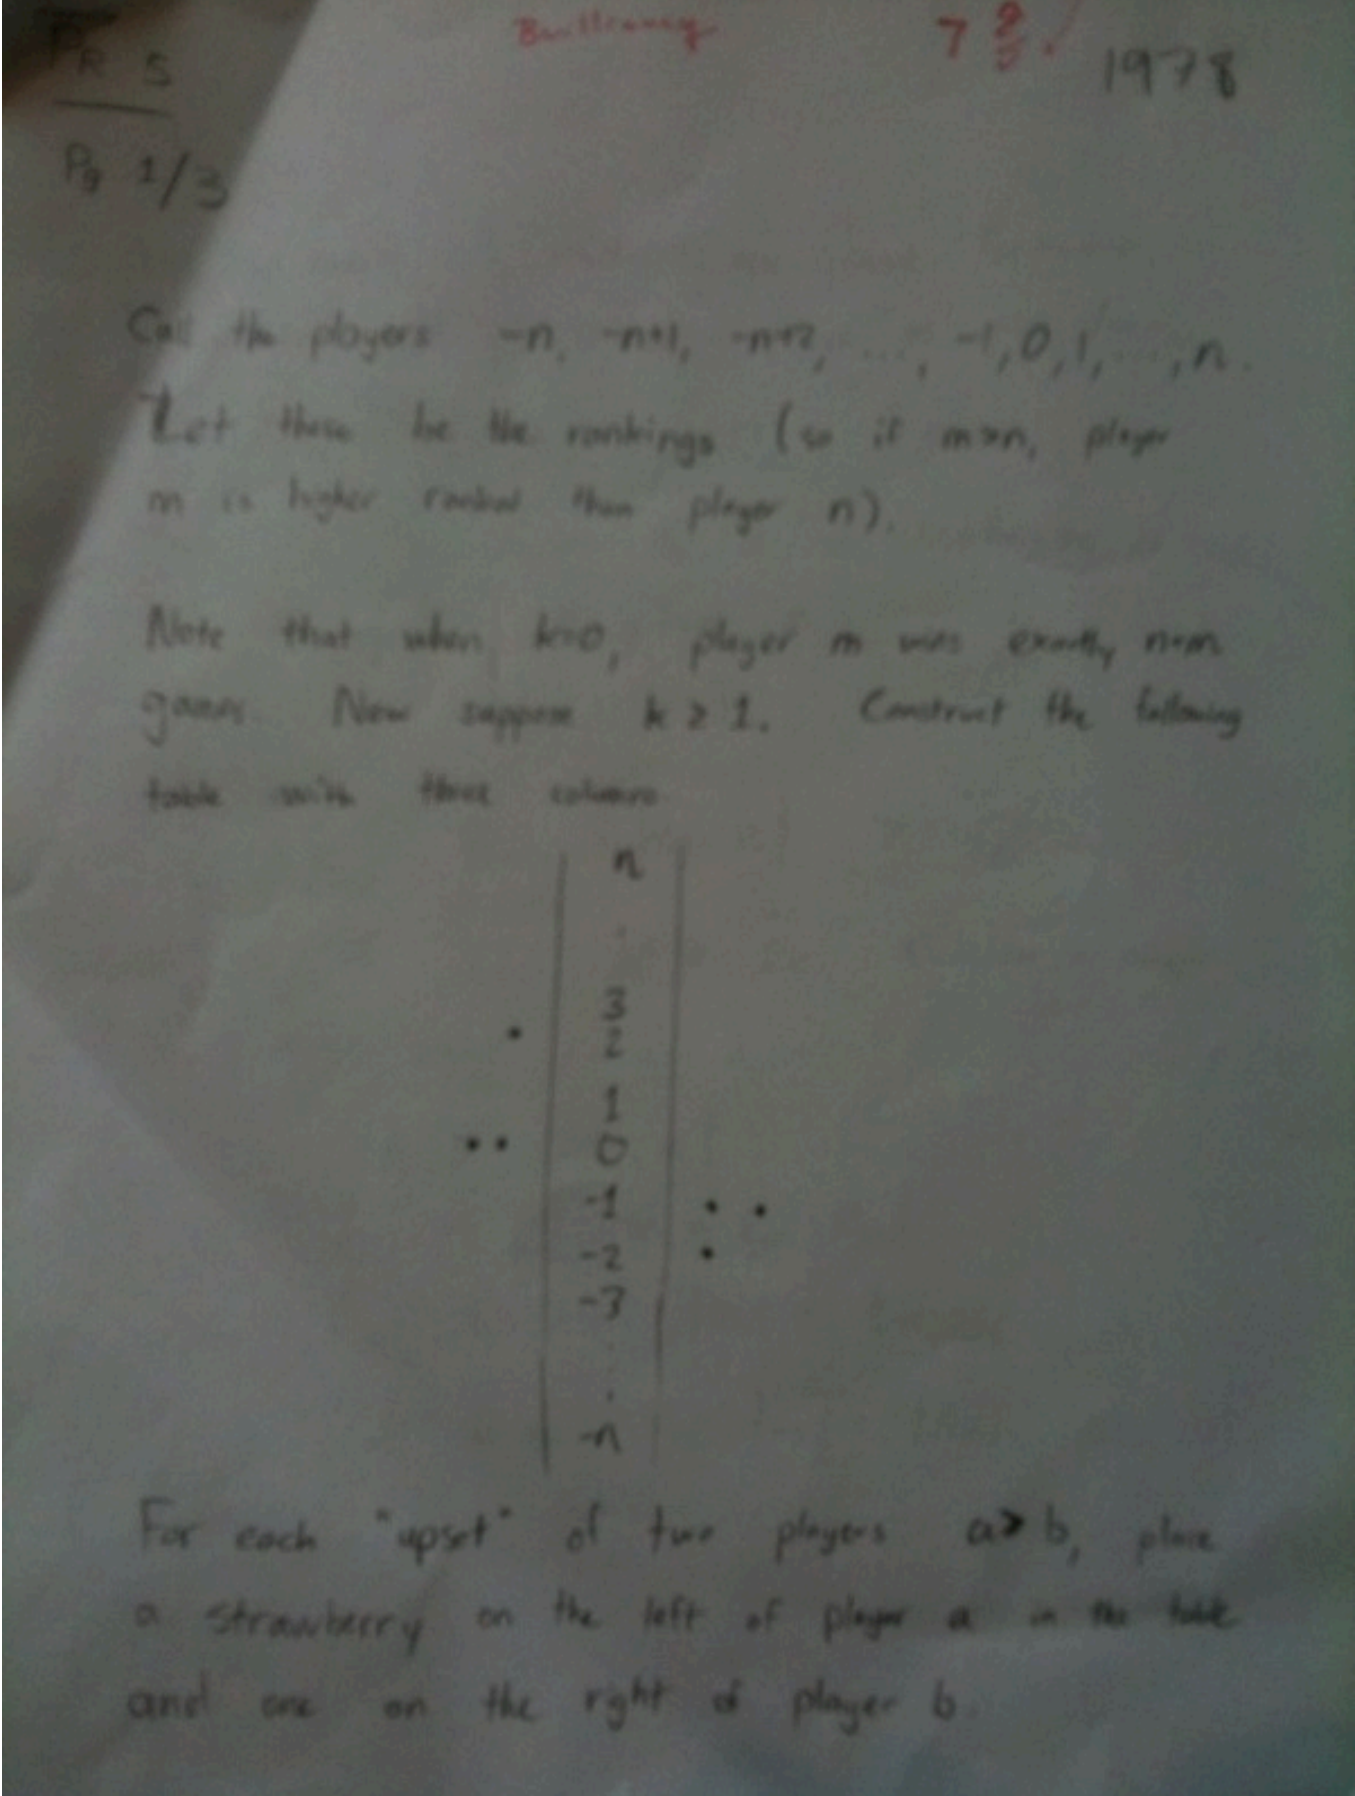 PR 5
Brilliancy
7
1978
Pg 1/3
Call the players -n, -n+1, -n+2, ..., -1, 0, 1, ..., n.
Let these be the rankings (so if m>n, player
m is higher ranked than player n).
Note that when k=0, player m wins exactly n+m
games. Now suppose k ≥ 1. Construct the following
table with three columns
n
3
2
1
0
-1
-2
-3
-n
For each "upset" of two players a > b, place
a strawberry on the left of player a in the table
and one on the right of player b.